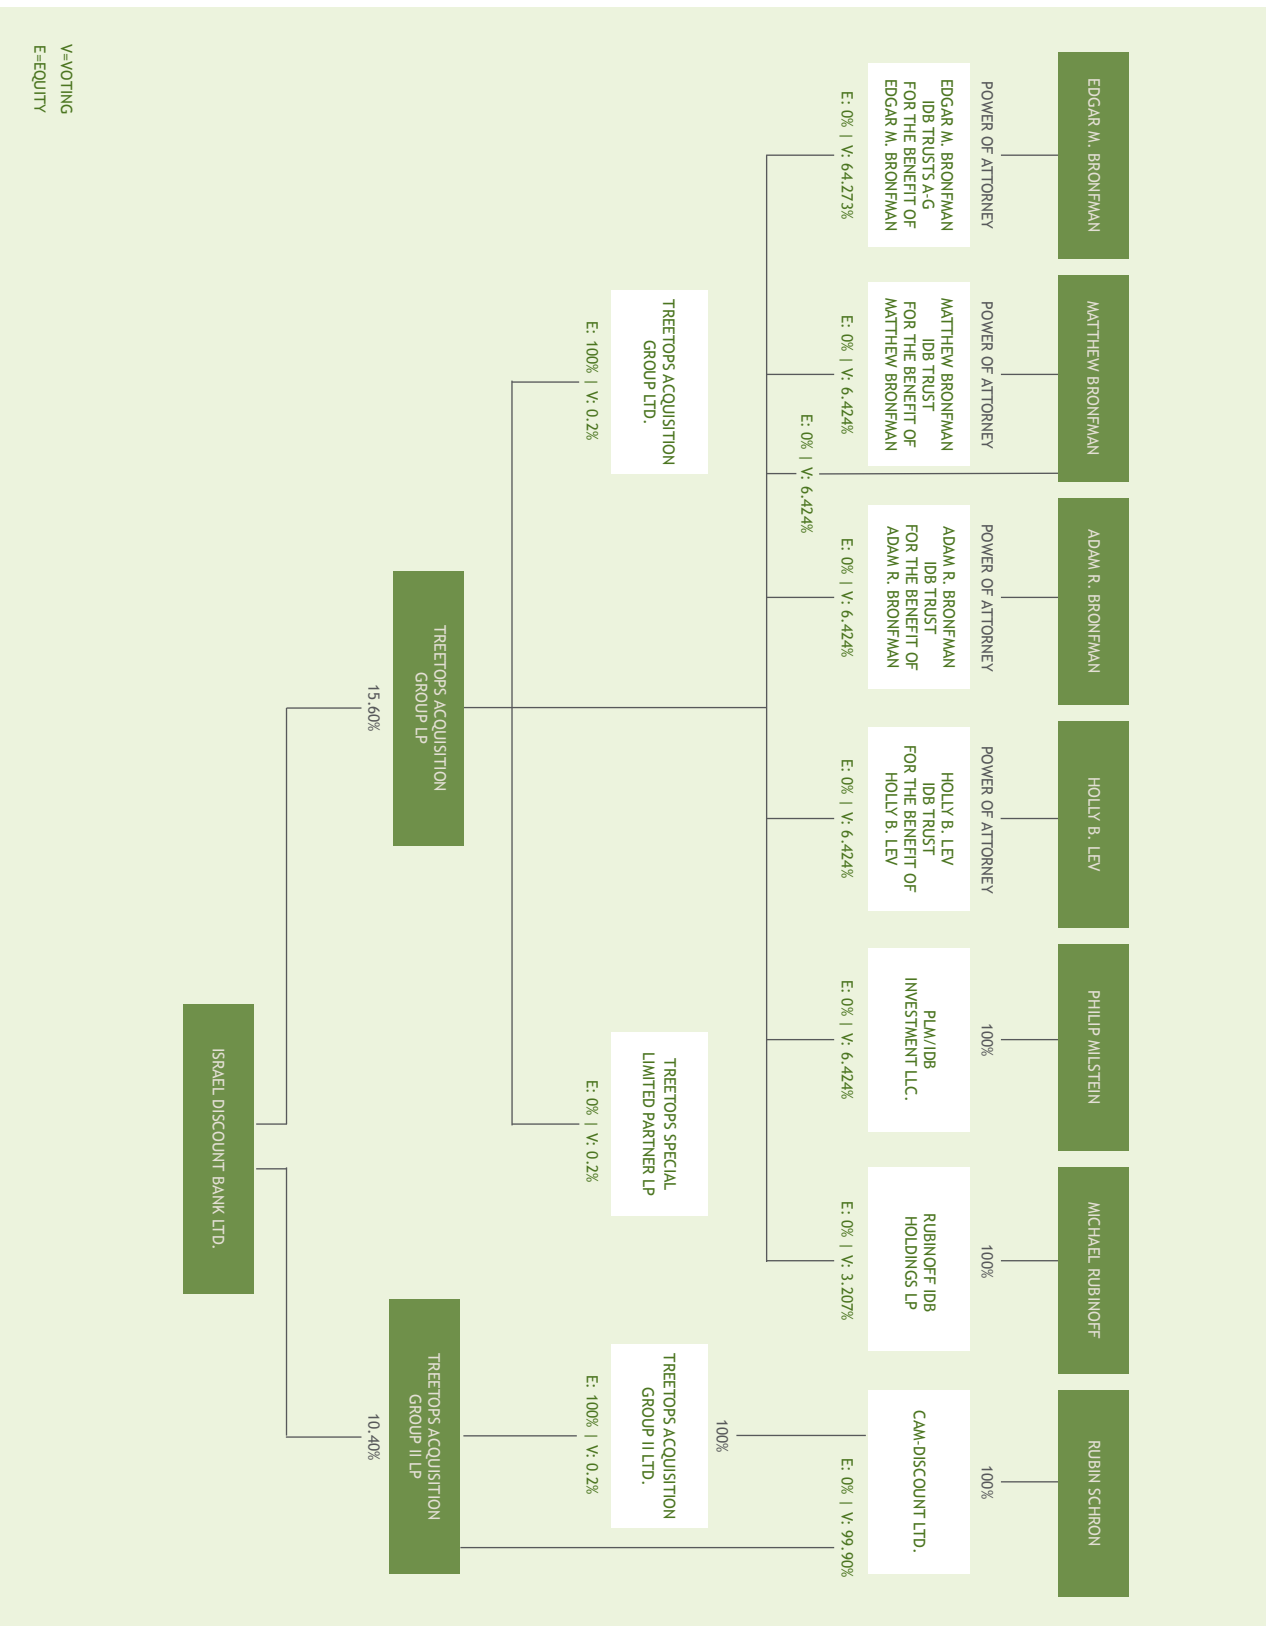 EDGAR M. BRONFMAN
MATTHEW BRONFMAN
ADAM R. BRONFMAN
HOLLY B. LEV
PHILIP MILSTEIN
MICHAEL RUBINOFF
RUBIN SCHRON
POWER OF ATTORNEY
POWER OF ATTORNEY
POWER OF ATTORNEY
POWER OF ATTORNEY
100%
100%
100%
EDGAR M. BRONFMAN
IDB TRUSTS A-G
FOR THE BENEFIT OF
EDGAR M. BRONFMAN
MATTHEW BRONFMAN
IDB TRUST
FOR THE BENEFIT OF
MATTHEW BRONFMAN
ADAM R. BRONFMAN
IDB TRUST
FOR THE BENEFIT OF
ADAM R. BRONFMAN
HOLLY B. LEV
IDB TRUST
FOR THE BENEFIT OF
HOLLY B. LEV
PLM/IDB
INVESTMENT LLC.
RUBINOFF IDB
HOLDINGS LP
CAM-DISCOUNT LTD.
E: 0% | V: 64.273%
E: 0% | V: 6.424%
E: 0% | V: 6.424%
E: 0% | V: 6.424%
E: 0% | V: 6.424%
E: 0% | V: 3.207%
E: 0% | V: 99.90%
E: 0% | V: 6.424%
100%
TREETOPS ACQUISITION
GROUP LTD.
TREETOPS SPECIAL
LIMITED PARTNER LP
TREETOPS ACQUISITION
GROUP II LTD.
E: 100% | V: 0.2%
E: 0% | V: 0.2%
E: 100% | V: 0.2%
TREETOPS ACQUISITION
GROUP LP
TREETOPS ACQUISITION
GROUP II LP
15.60%
10.40%
ISRAEL DISCOUNT BANK LTD.
V=VOTING
E=EQUITY